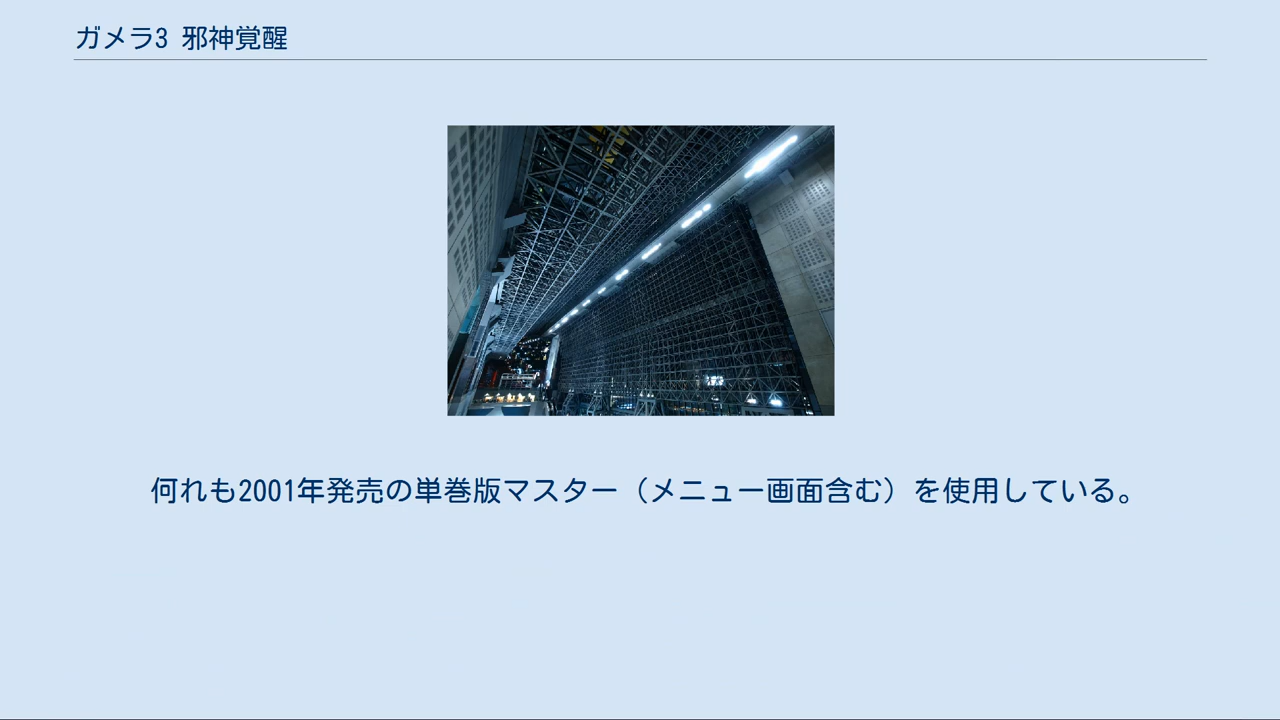 ガメラ3 邪神覚醒
何れも2001年発売の単巻版マスター（メニュー画面含む）を使用している。